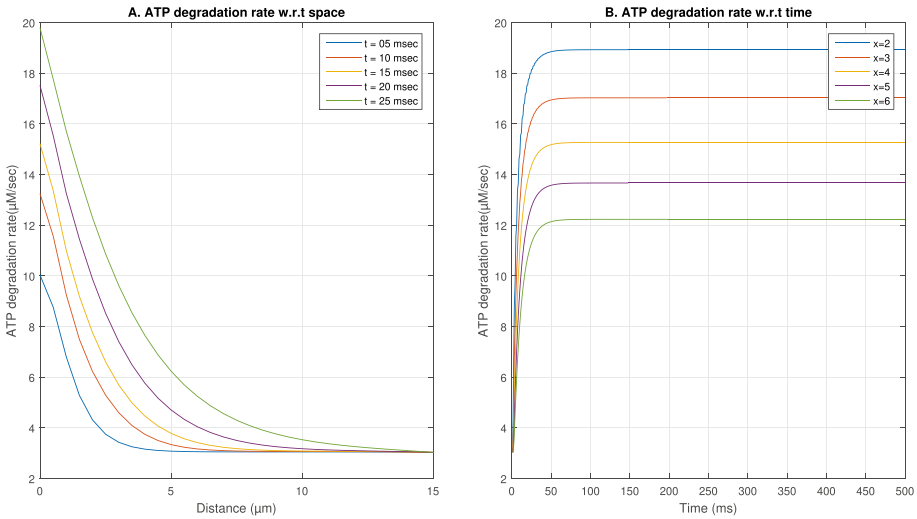 A. ATP degradation rate w.r.t space
ATP degradation rate(µM/sec)
20
18
16
14
12
10
8
6
4
2
t = 05 msec
t = 10 msec
t = 15 msec
t = 20 msec
t = 25 msec
0
5
10
15
Distance (µm)
B. ATP degradation rate w.r.t time
ATP degradation rate(µM/sec)
20
18
16
14
12
10
8
6
4
2
x=2
x=3
x=4
x=5
x=6
0
50
100
150
200
250
300
350
400
450
500
Time (ms)